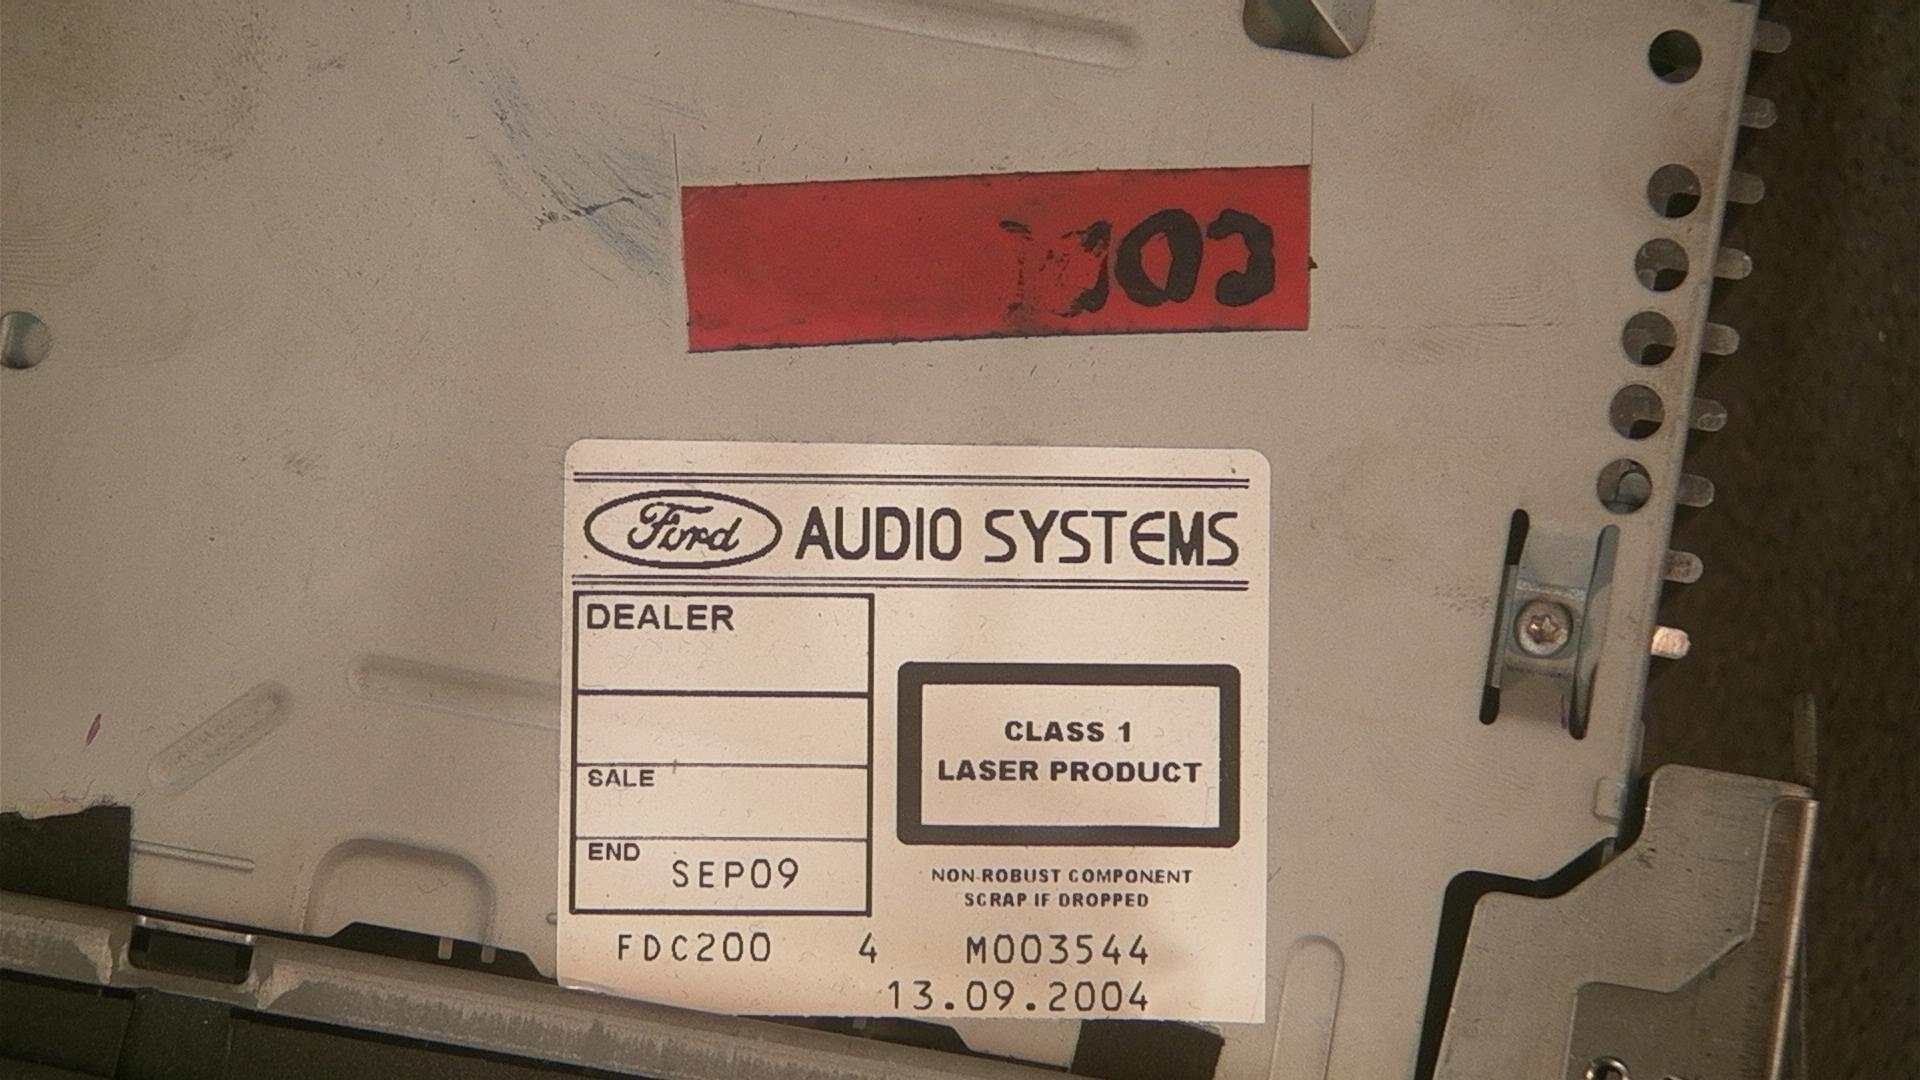 Ford AUDIO SYSTEMS
DEALER
CLASS 1
LASER PRODUCT
SALE
END SEP09
NON-ROBUST COMPONENT
SCRAP IF DROPPED
FDC200 4 M003544
13.09.2004